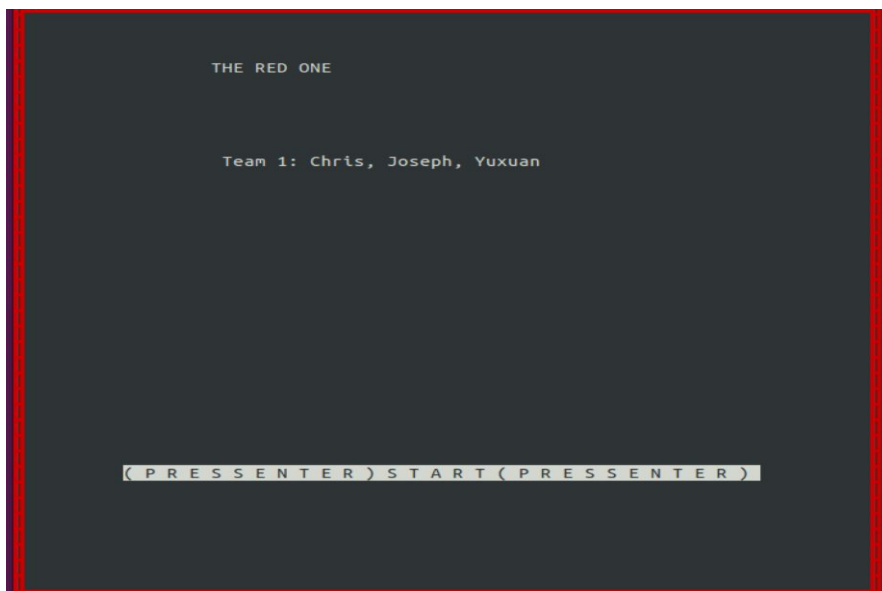 THE RED ONE
Team 1: Chris, Joseph, Yuxuan
( P R E S S E N T E R ) S T A R T ( P R E S S E N T E R )